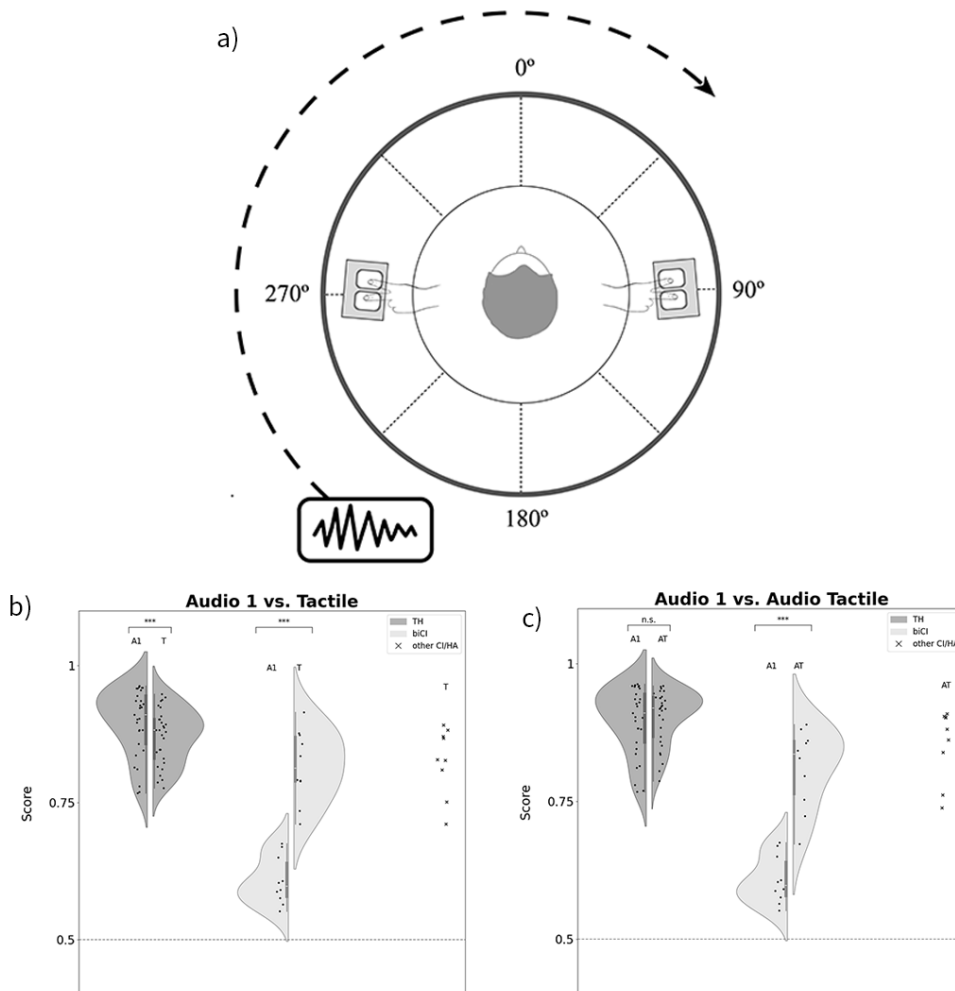 a)
0º
270º
90º
180º
b)
Audio 1 vs. Tactile
TH
biCI
other CI/HA
***
***
A1
T
A1
T
T
1
0.75
0.5
Score
c)
Audio 1 vs. Audio Tactile
TH
biCI
other CI/HA
n.s.
***
A1
AT
A1
AT
AT
1
0.75
0.5
Score